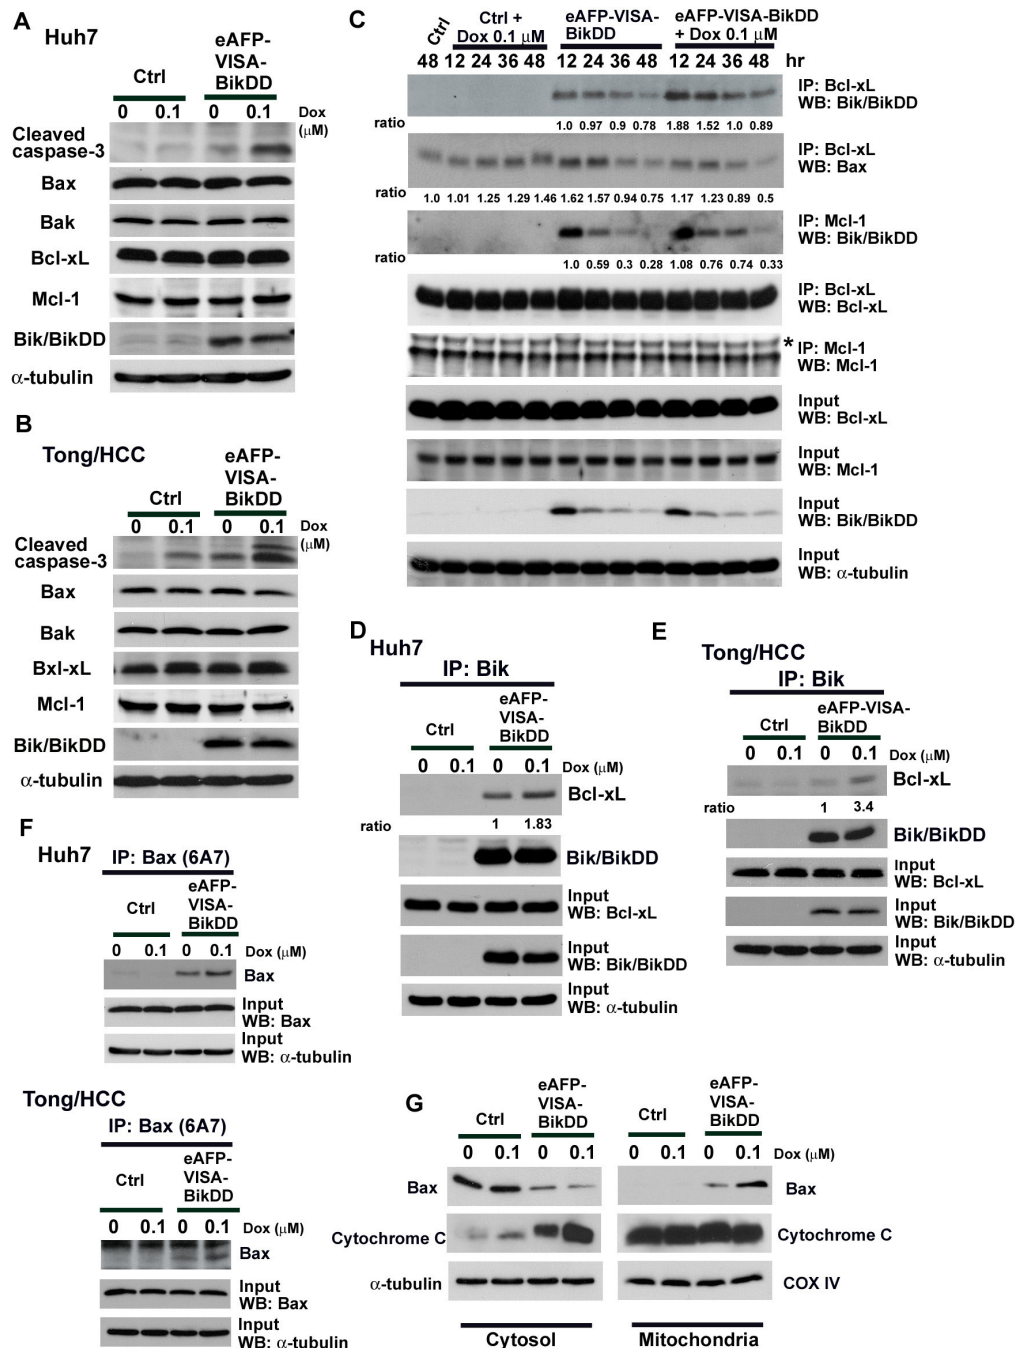 A
Huh7
Ctrl
eAFP-
VISA-
BikDD
0 0.1 0 0.1 Dox
(μM)
Cleaved
caspase-3
Bax
Bak
Bcl-xL
Mcl-1
Bik/BikDD
α-tubulin
B
Tong/HCC
Ctrl
eAFP-
VISA-
BikDD
0 0.1 0 0.1 Dox
(μM)
Cleaved
caspase-3
Bax
Bak
Bxl-xL
Mcl-1
Bik/BikDD
α-tubulin
C
Ctrl
Ctrl +
Dox 0.1 μM
eAFP-VISA-
BikDD
eAFP-VISA-BikDD
+ Dox 0.1 μM
48 12 24 36 48 12 24 36 48 12 24 36 48 hr
IP: Bcl-xL
WB: Bik/BikDD
ratio 1.0 0.97 0.9 0.78 1.88 1.52 1.0 0.89
IP: Bcl-xL
WB: Bax
ratio 1.0 1.01 1.25 1.29 1.46 1.62 1.57 0.94 0.75 1.17 1.23 0.89 0.5
IP: Mcl-1
WB: Bik/BikDD
ratio 1.0 0.59 0.3 0.28 1.08 0.76 0.74 0.33
IP: Bcl-xL
WB: Bcl-xL
*
IP: Mcl-1
WB: Mcl-1
Input
WB: Bcl-xL
Input
WB: Mcl-1
Input
WB: Bik/BikDD
Input
WB: α-tubulin
D
Huh7
IP: Bik
Ctrl
eAFP-
VISA-
BikDD
0 0.1 0 0.1 Dox (μM)
Bcl-xL
ratio 1 1.83
Bik/BikDD
Input
WB: Bcl-xL
Input
WB: Bik/BikDD
Input
WB: α-tubulin
E
Tong/HCC
IP: Bik
Ctrl
eAFP-VISA-
BikDD
0 0.1 0 0.1 Dox (μM)
Bcl-xL
ratio 1 3.4
Bik/BikDD
Input
WB: Bcl-xL
Input
WB: Bik/BikDD
Input
WB: α-tubulin
F
Huh7
IP: Bax (6A7)
Ctrl
eAFP-
VISA-
BikDD
0 0.1 0 0.1 Dox (μM)
Bax
Input
WB: Bax
Input
WB: α-tubulin
Tong/HCC
IP: Bax (6A7)
Ctrl
eAFP-
VISA-
BikDD
0 0.1 0 0.1 Dox (μM)
Bax
Input
WB: Bax
Input
WB: α-tubulin
G
Ctrl
eAFP-
VISA-
BikDD
Ctrl
eAFP-
VISA-
BikDD
0 0.1 0 0.1 0 0.1 0 0.1 Dox (μM)
Bax Bax
Cytochrome C Cytochrome C
α-tubulin COX IV
Cytosol Mitochondria